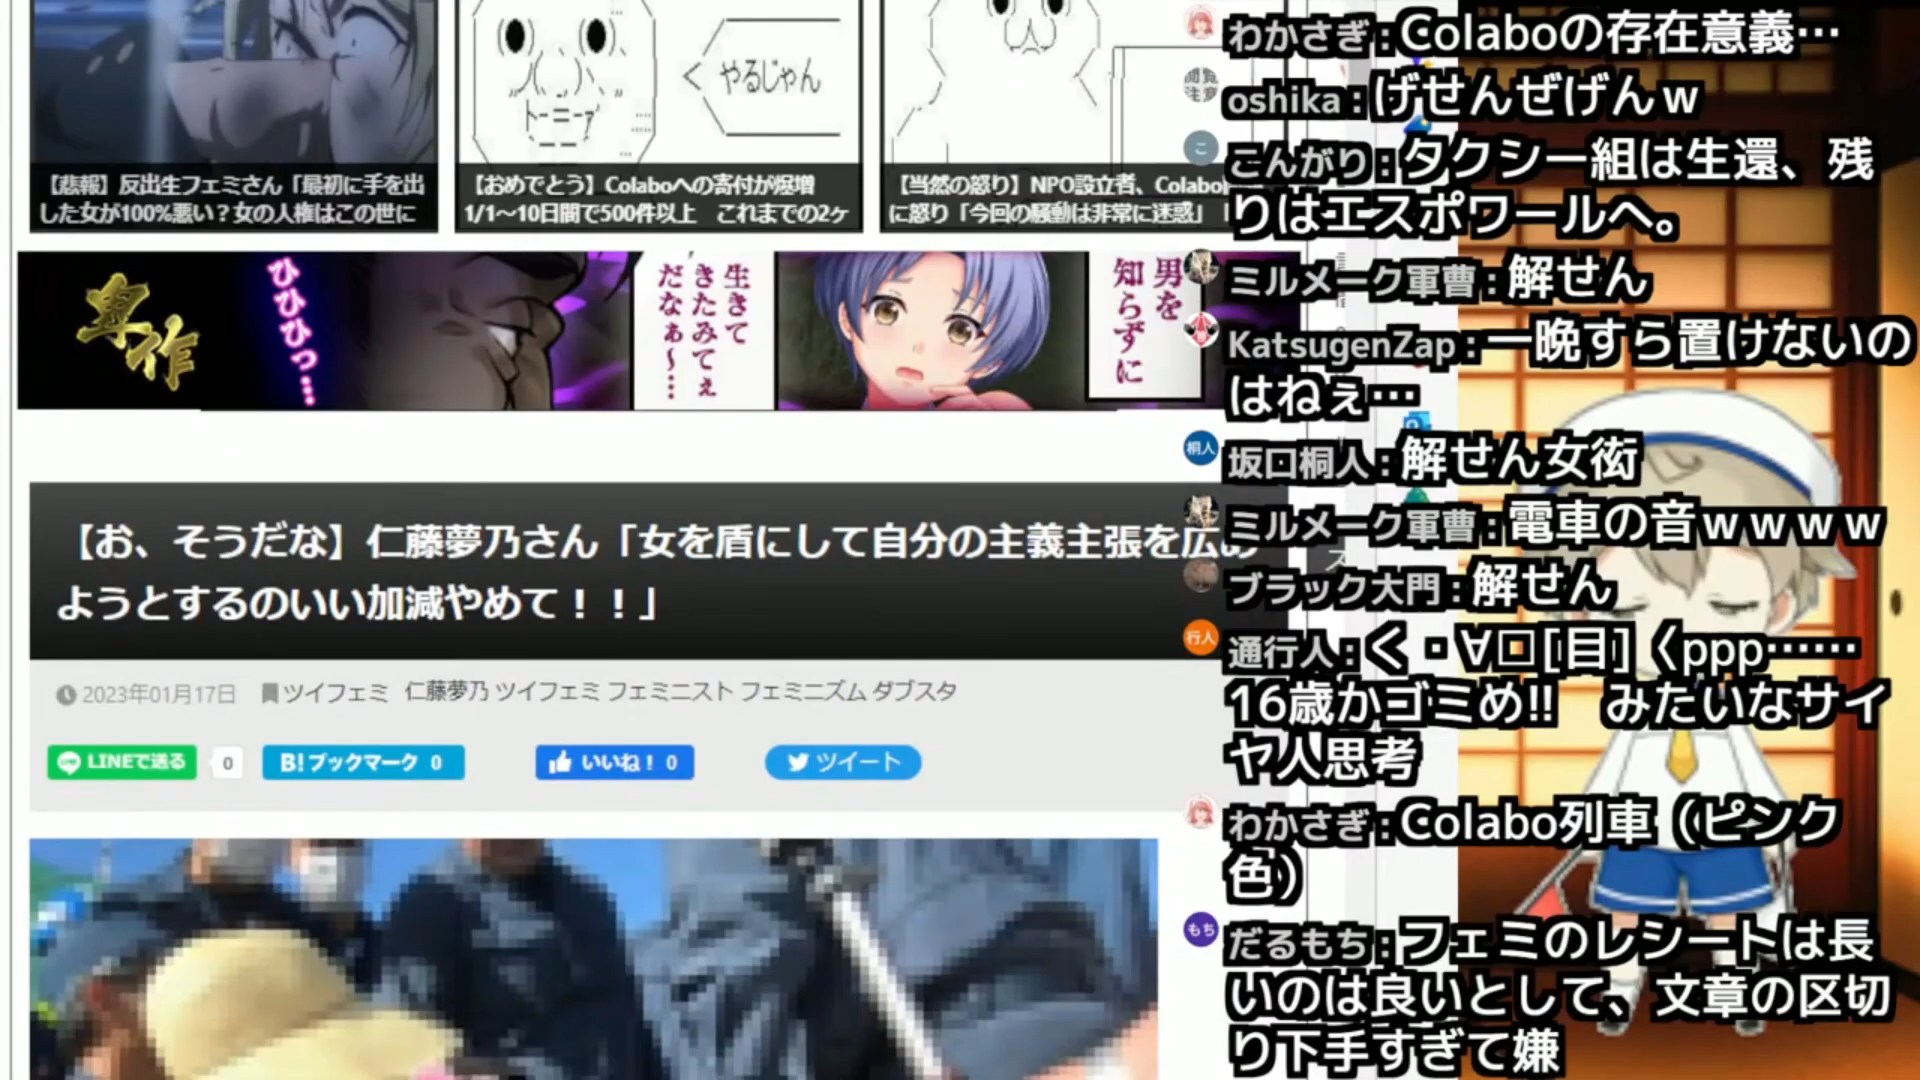 やるじゃん
【悲報】反出生フェミさん「最初に手を出
した女が100%悪い？女の人権はこの世に
【おめでとう】Colaboへの寄付が爆増
1/1～10日間で500件以上　これまでの2ヶ
【当然の怒り】NPO設立者、Colabo
に怒り「今回の騒動は非常に迷惑」
卑作
ひひひっ…
生きて
きたみてぇ
だなぁ～…
男を
知らずに
【お、そうだな】仁藤夢乃さん「女を盾にして自分の主義主張を広め
ようとするのいい加減やめて！！」
2023年01月17日 ツイフェミ 仁藤夢乃 ツイフェミ フェミニスト フェミニズム ダブスタ
LINEで送る 0 B!ブックマーク 0 いいね！ 0 ツイート
わかさぎ : Colaboの存在意義…
閲覧
注意
oshika : げせんぜげんｗ
こ
こんがり : タクシー組は生還、残
りはエスポワールへ。
ミルメーク軍曹 : 解せん
KatsugenZap : 一晩すら置けないの
はねぇ…
桐人
坂口桐人 : 解せん女衒
ミルメーク軍曹 : 電車の音ｗｗｗｗ
ブラック大門 : 解せん
行人
通行人 : く・∀□[目]〈ppp……
16歳かゴミめ!!　みたいなサイ
ヤ人思考
わかさぎ : Colabo列車（ピンク
色）
もち
だるもち : フェミのレシートは長
いのは良いとして、文章の区切
り下手すぎて嫌